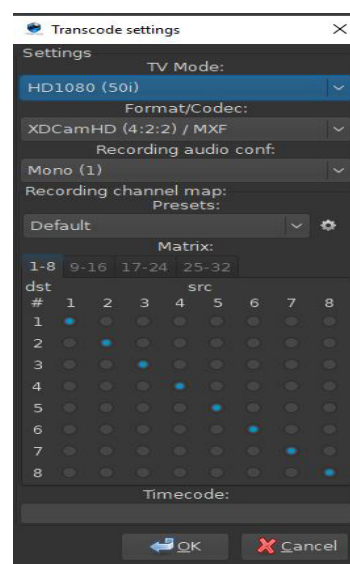 Transcode settings
Settings
TV Mode:
HD1080 (50i)
Format/Codec:
XDCamHD (4:2:2) / MXF
Recording audio conf:
Mono (1)
Recording channel map:
Presets:
Default
Matrix:
1-8 9-16 17-24 25-32
dst src
# 1 2 3 4 5 6 7 8
1
2
3
4
5
6
7
8
Timecode:
OK Cancel